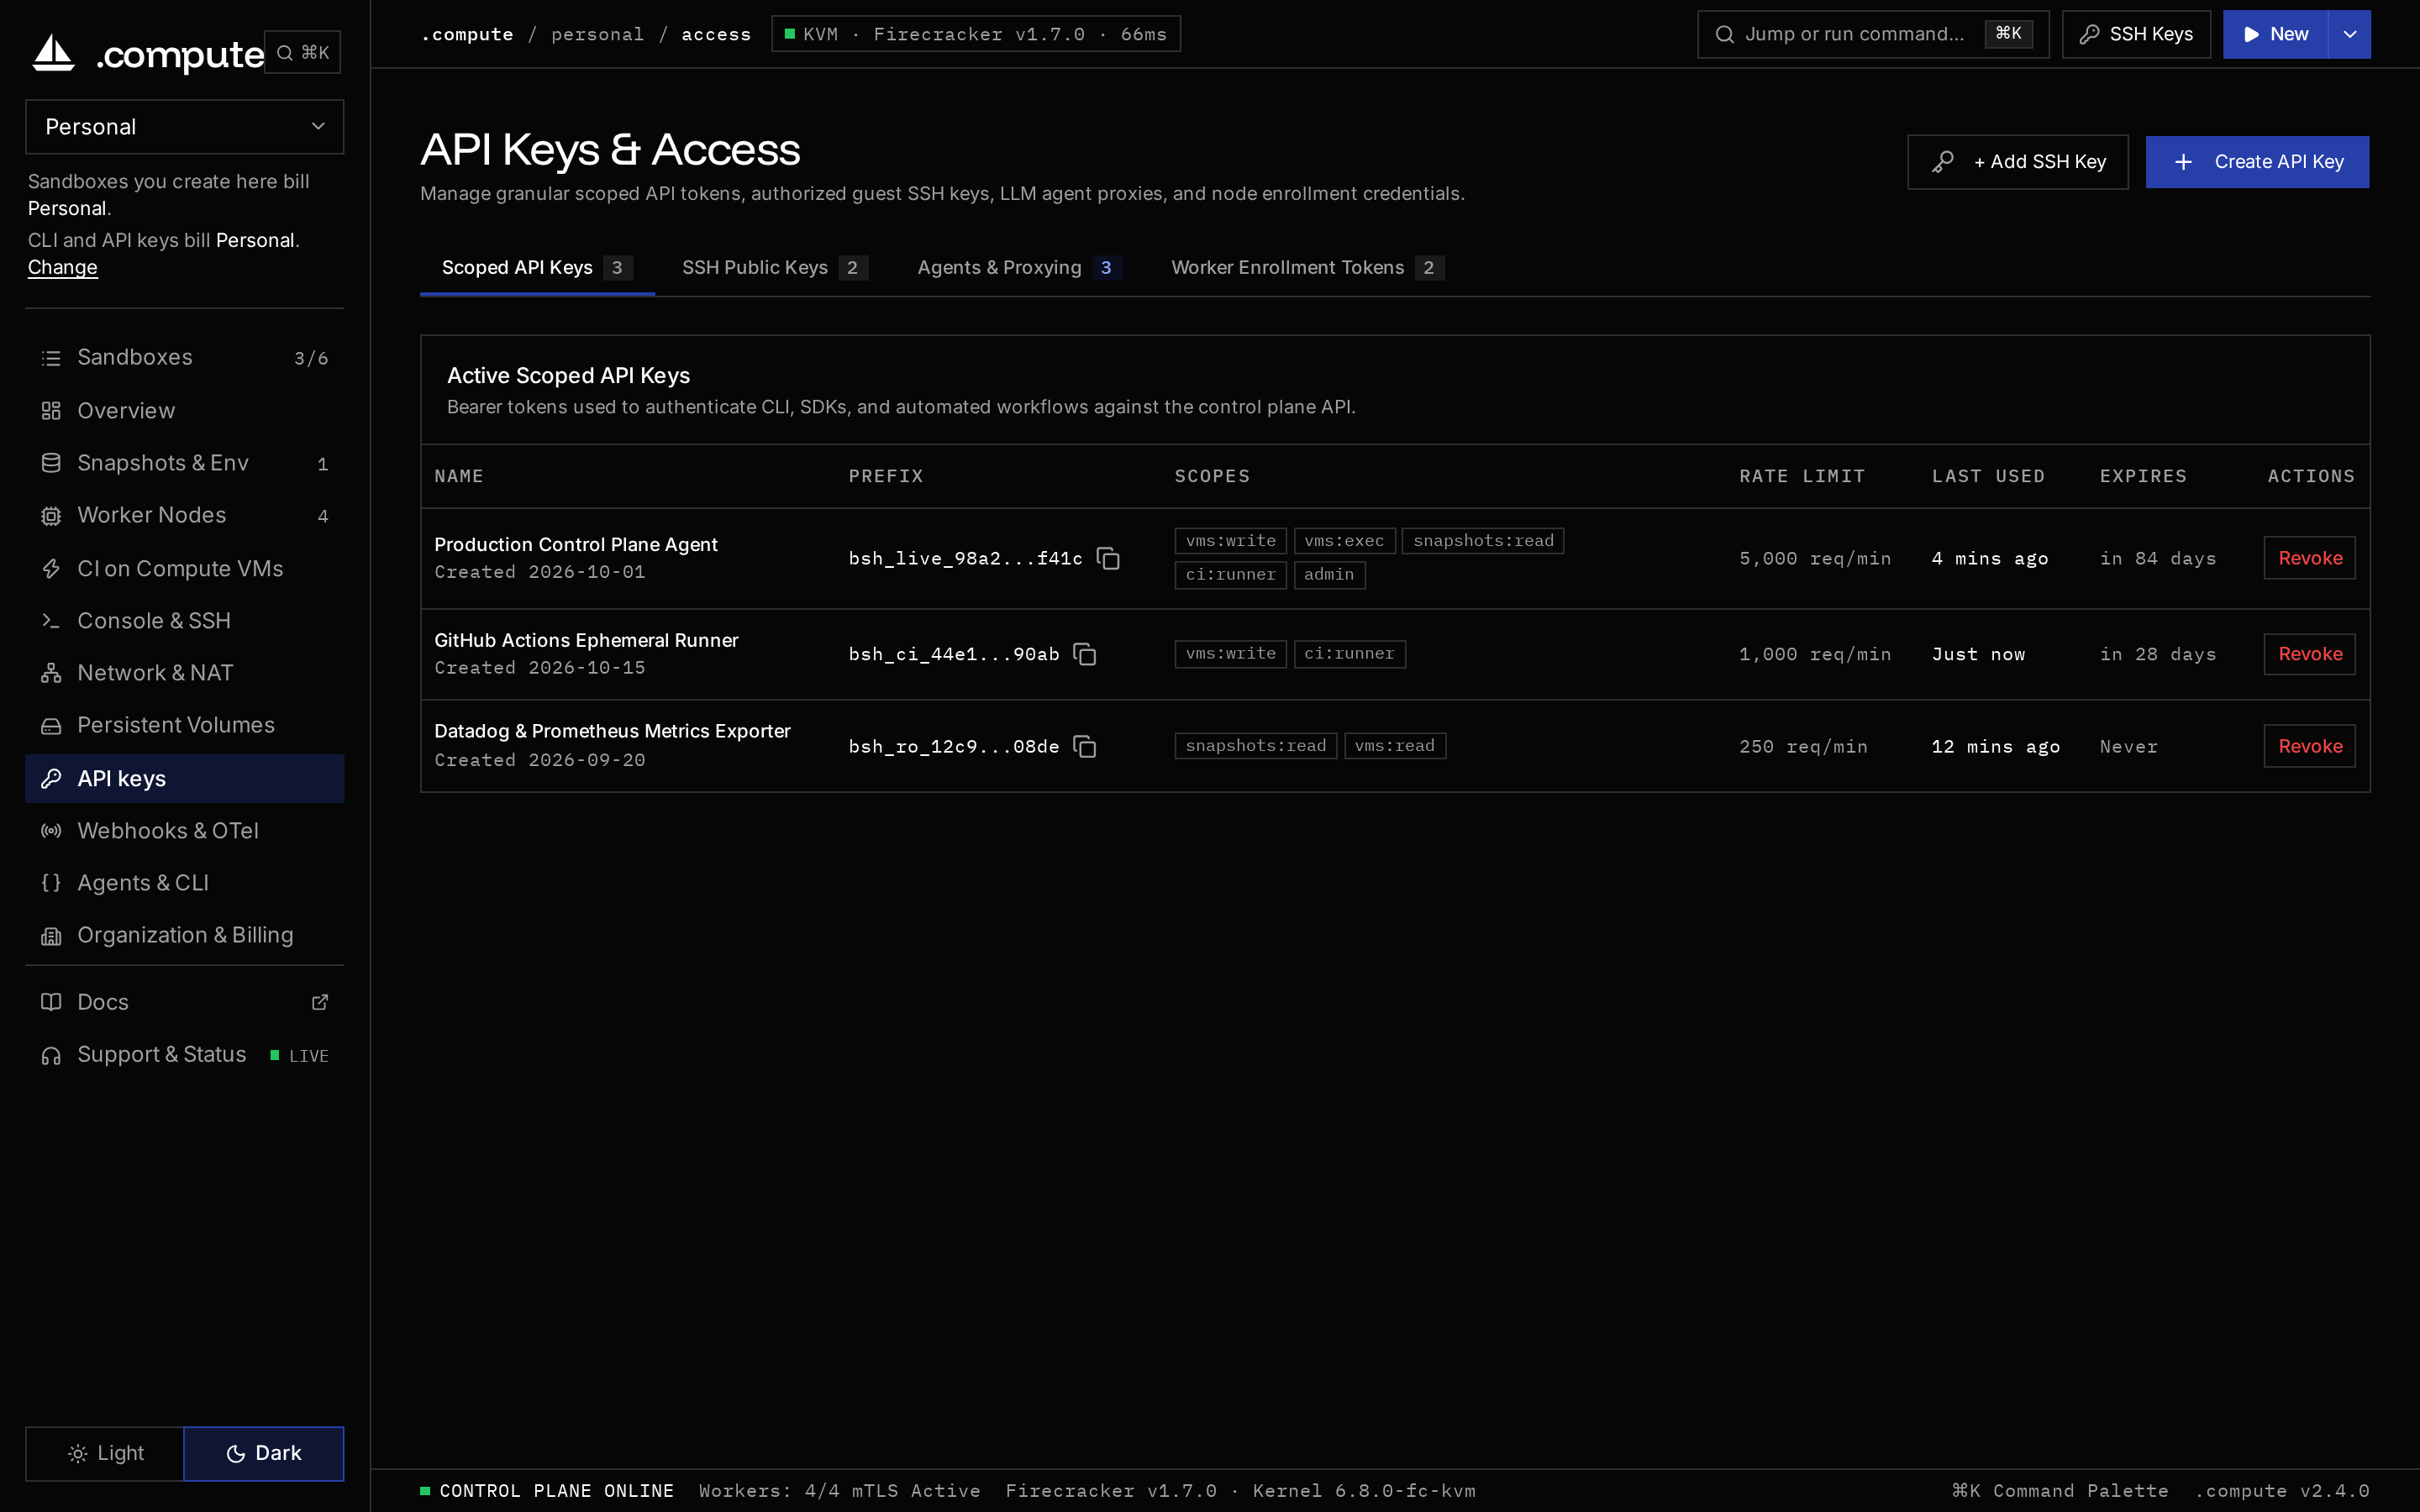 .compute
⌘K
Personal
Sandboxes you create here bill
Personal.
CLI and API keys bill Personal.
Change
Sandboxes 3/6
Overview
Snapshots & Env 1
Worker Nodes 4
CI on Compute VMs
Console & SSH
Network & NAT
Persistent Volumes
API keys
Webhooks & OTel
Agents & CLI
Organization & Billing
Docs
Support & Status LIVE
Light Dark
.compute / personal / access KVM · Firecracker v1.7.0 · 66ms
Jump or run command... ⌘K SSH Keys New
API Keys & Access
Manage granular scoped API tokens, authorized guest SSH keys, LLM agent proxies, and node enrollment credentials.
+ Add SSH Key Create API Key
Scoped API Keys 3 SSH Public Keys 2 Agents & Proxying 3 Worker Enrollment Tokens 2
Active Scoped API Keys
Bearer tokens used to authenticate CLI, SDKs, and automated workflows against the control plane API.
NAME PREFIX SCOPES RATE LIMIT LAST USED EXPIRES ACTIONS
Production Control Plane Agent
Created 2026-10-01
bsh_live_98a2...f41c
vms:write vms:exec snapshots:read
ci:runner admin
5,000 req/min 4 mins ago in 84 days Revoke
GitHub Actions Ephemeral Runner
Created 2026-10-15
bsh_ci_44e1...90ab
vms:write ci:runner
1,000 req/min Just now in 28 days Revoke
Datadog & Prometheus Metrics Exporter
Created 2026-09-20
bsh_ro_12c9...08de
snapshots:read vms:read
250 req/min 12 mins ago Never Revoke
CONTROL PLANE ONLINE Workers: 4/4 mTLS Active Firecracker v1.7.0 · Kernel 6.8.0-fc-kvm
⌘K Command Palette .compute v2.4.0